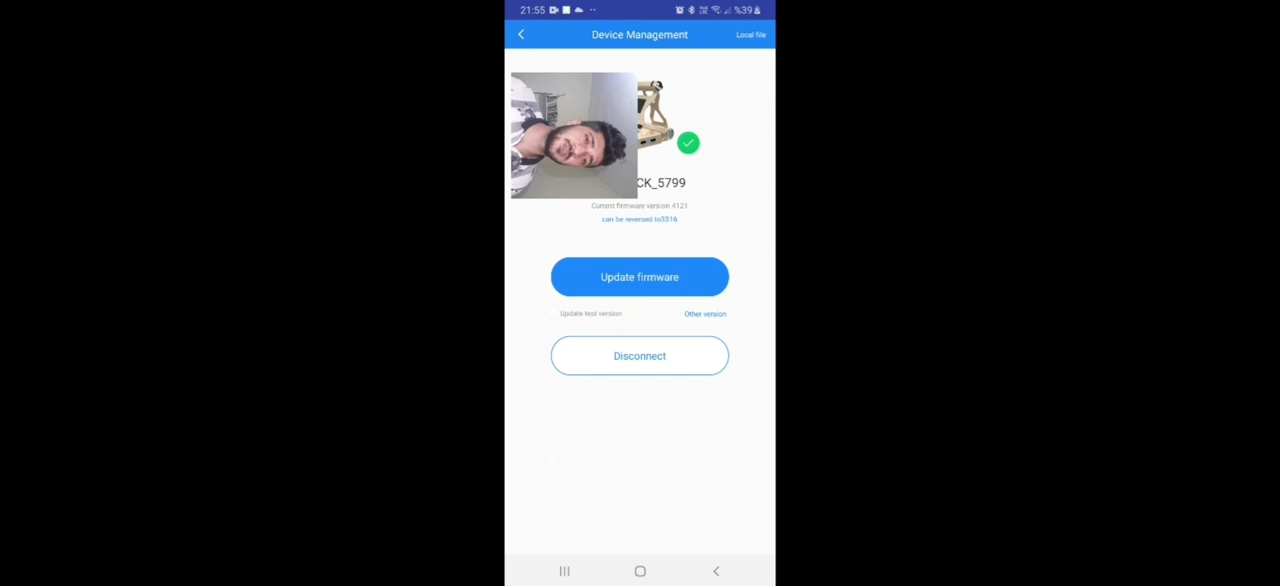 21:55 %39
Device Management
Local file
CK_5799
Current firmware version 4121
can be reversed to3316
Update firmware
Update test version
Other version
Disconnect